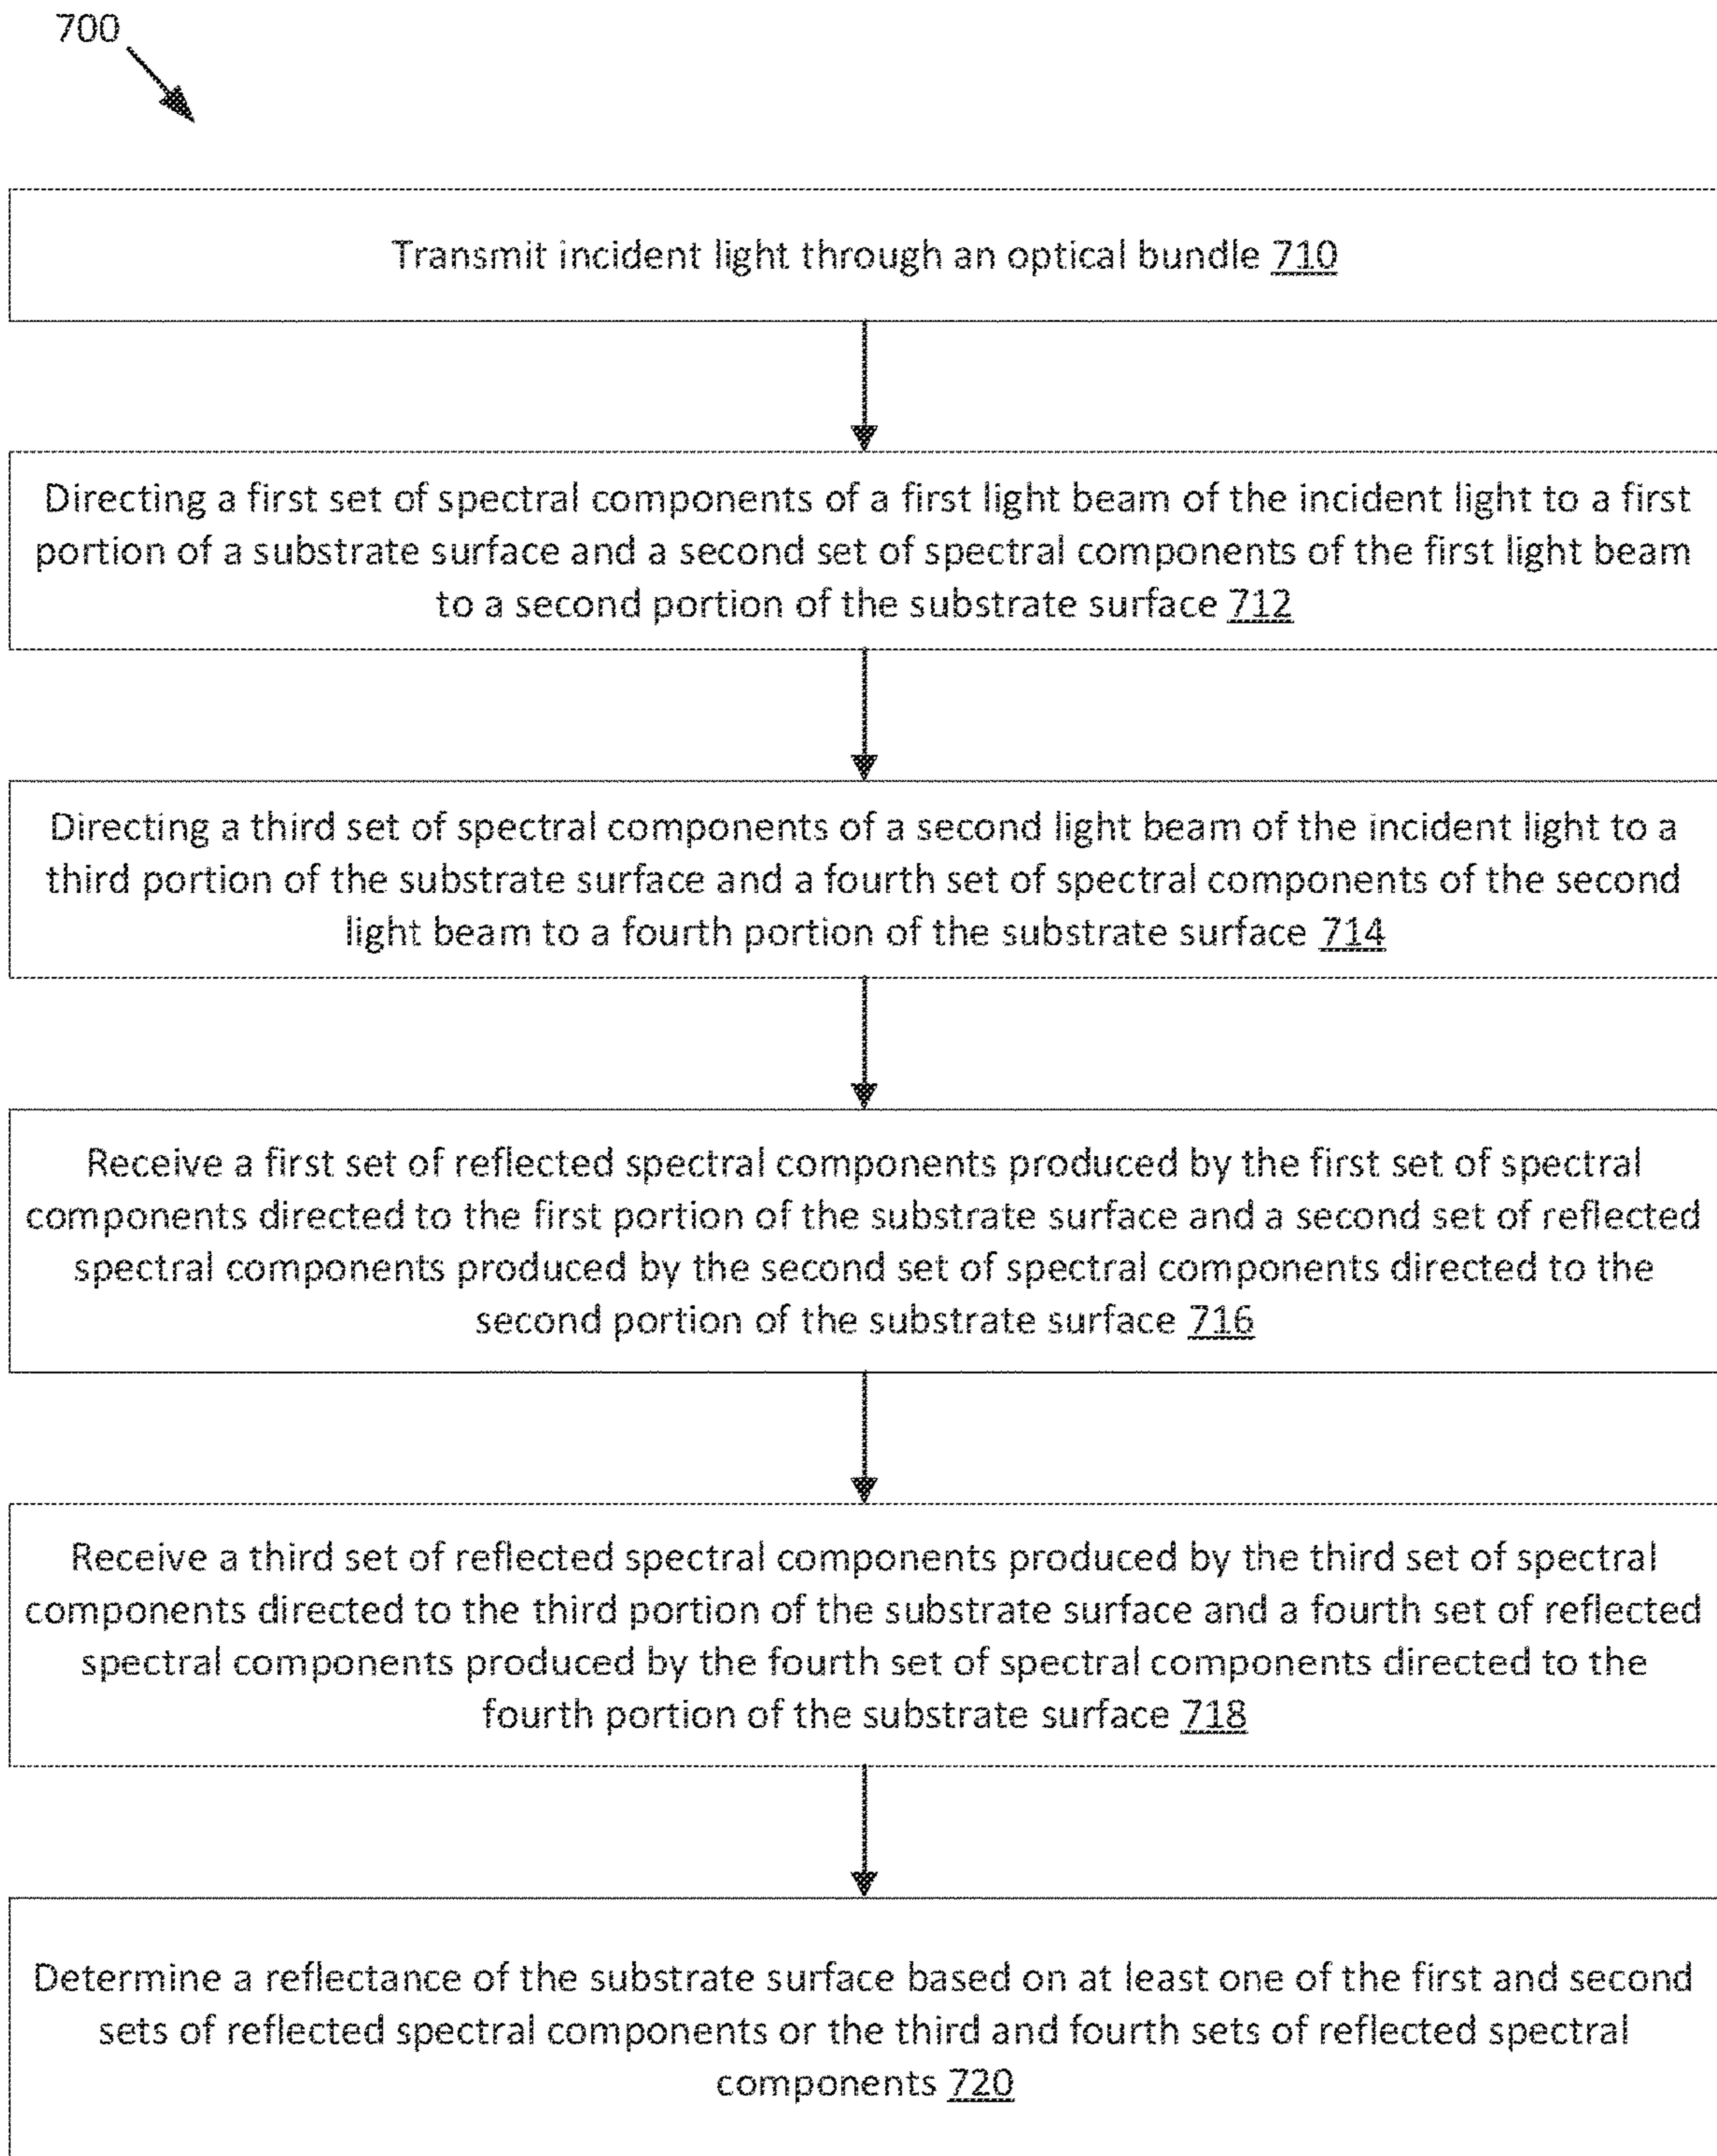 700
Transmit incident light through an optical bundle 710
Directing a first set of spectral components of a first light beam of the incident light to a first
portion of a substrate surface and a second set of spectral components of the first light beam
to a second portion of the substrate surface 712
Directing a third set of spectral components of a second light beam of the incident light to a
third portion of the substrate surface and a fourth set of spectral components of the second
light beam to a fourth portion of the substrate surface 714
Receive a first set of reflected spectral components produced by the first set of spectral
components directed to the first portion of the substrate surface and a second set of reflected
spectral components produced by the second set of spectral components directed to the
second portion of the substrate surface 716
Receive a third set of reflected spectral components produced by the third set of spectral
components directed to the third portion of the substrate surface and a fourth set of reflected
spectral components produced by the fourth set of spectral components directed to the
fourth portion of the substrate surface 718
Determine a reflectance of the substrate surface based on at least one of the first and second
sets of reflected spectral components or the third and fourth sets of reflected spectral
components 720